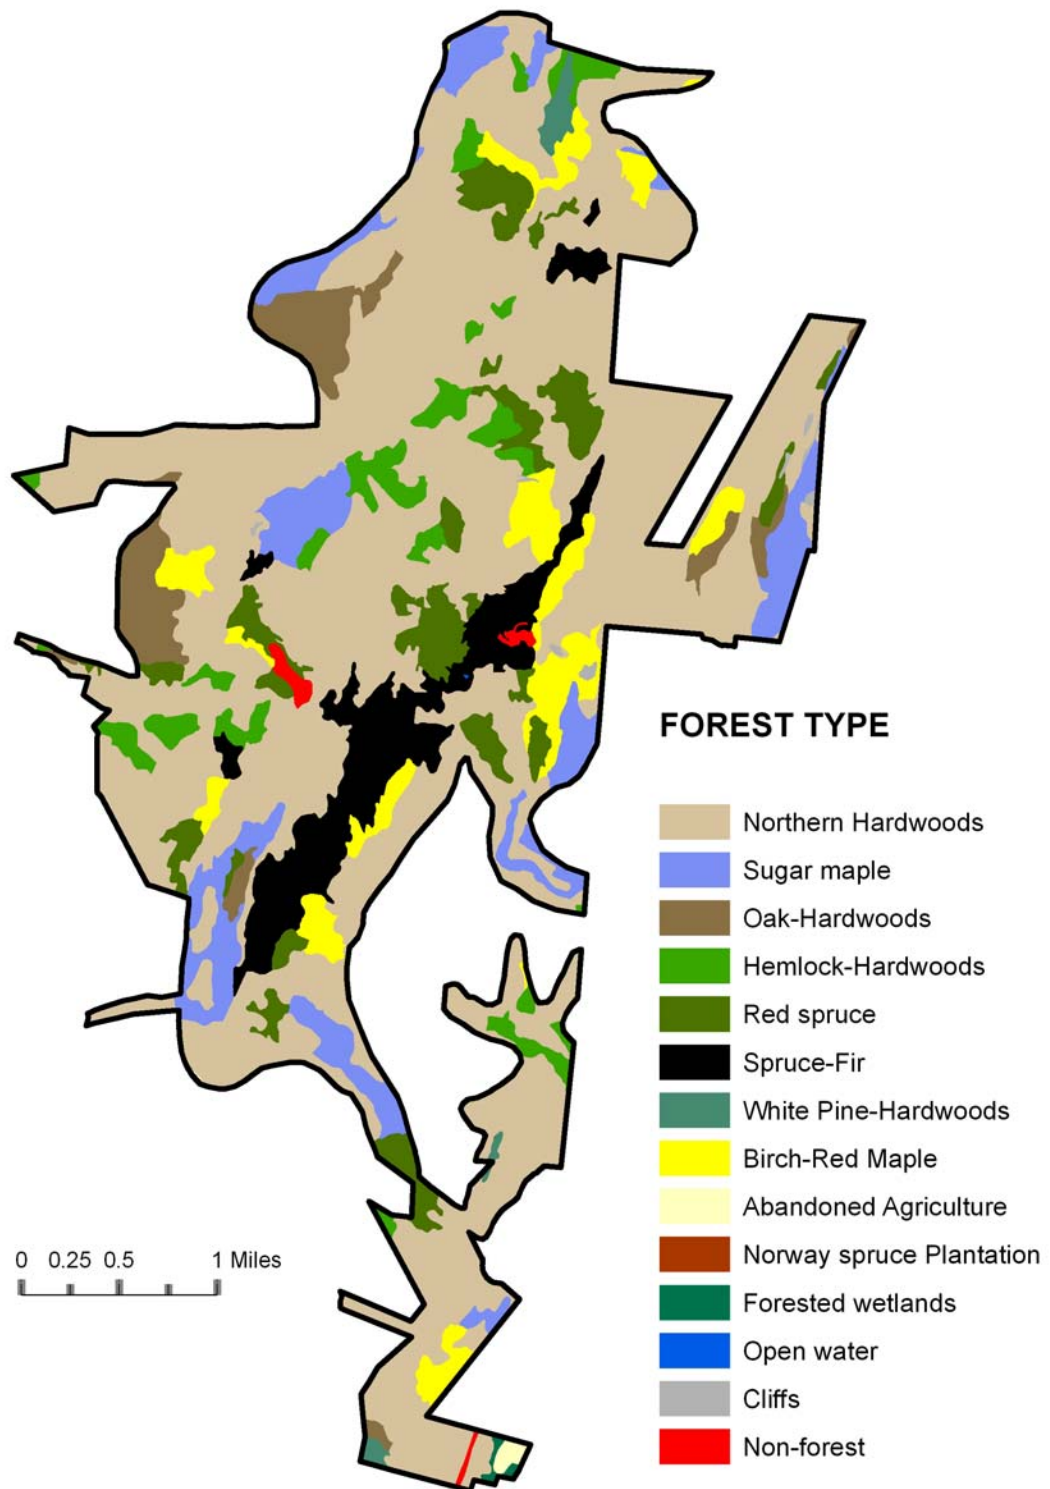 FOREST TYPE
Northern Hardwoods
Sugar maple
Oak-Hardwoods
Hemlock-Hardwoods
Red spruce
Spruce-Fir
White Pine-Hardwoods
Birch-Red Maple
Abandoned Agriculture
Norway spruce Plantation
Forested wetlands
Open water
Cliffs
Non-forest
0 0.25 0.5 1 Miles